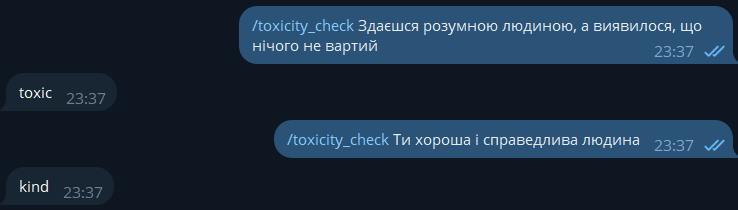 /toxicity_check Здаєшся розумною людиною, а виявилося, що
нічого не вартий
23:37
toxic 23:37
/toxicity_check Ти хороша і справедлива людина 23:37
kind 23:37